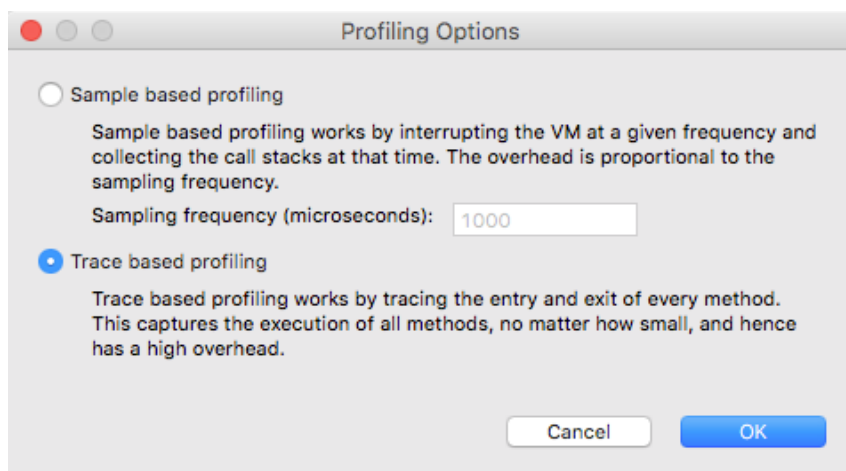 Profiling Options
Sample based profiling
Sample based profiling works by interrupting the VM at a given frequency and
collecting the call stacks at that time. The overhead is proportional to the
sampling frequency.
Sampling frequency (microseconds): 1000
Trace based profiling
Trace based profiling works by tracing the entry and exit of every method.
This captures the execution of all methods, no matter how small, and hence
has a high overhead.
Cancel OK